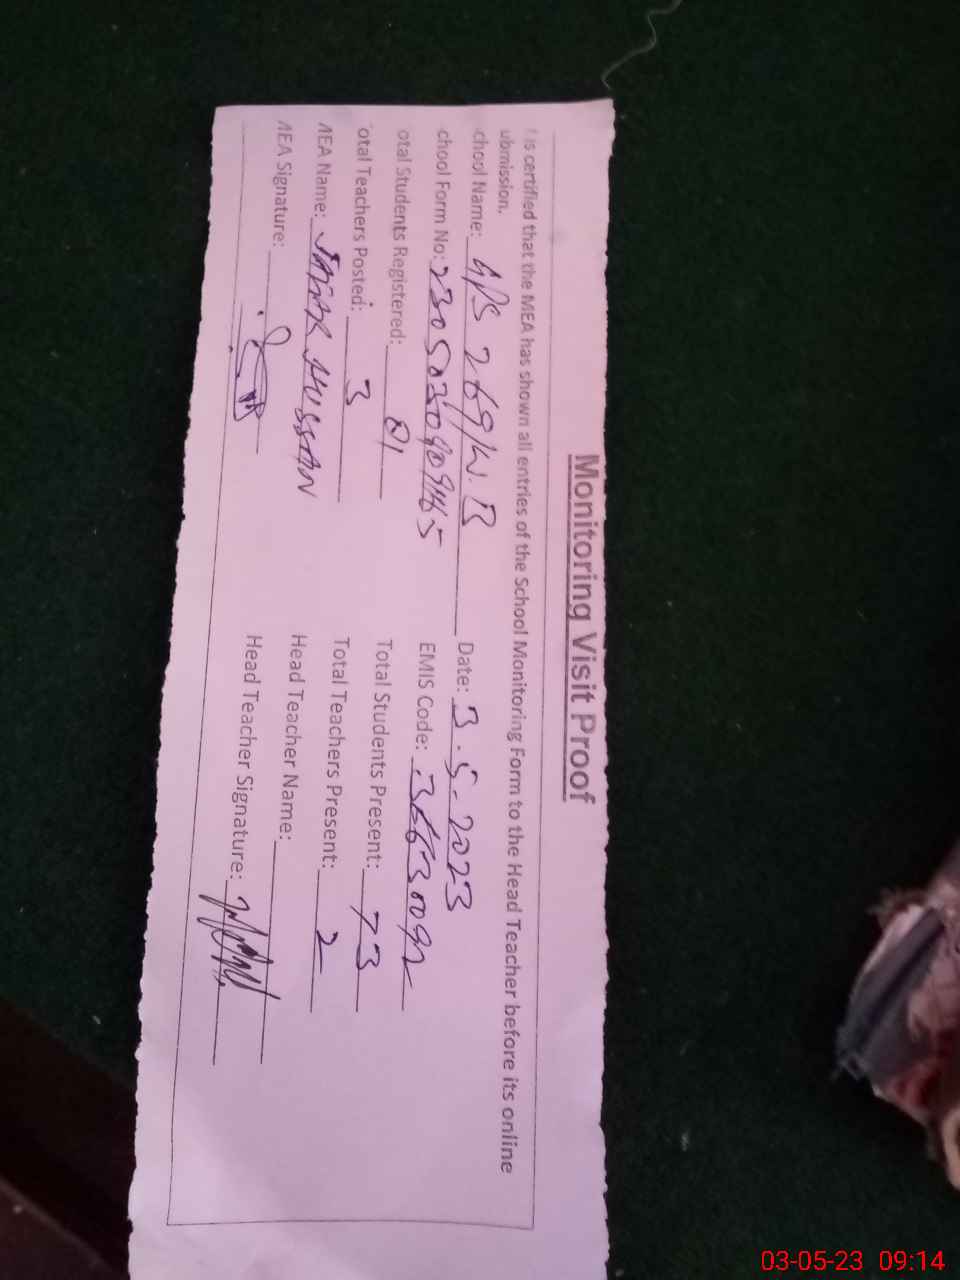 Monitoring Visit Proof
is certified that the MEA has shown all entries of the School Monitoring Form to the Head Teacher before its online
ubmission.
chool Name: GPS 269/W.B Date: 3.5.2023
chool Form No: EMIS Code:
otal Students Registered: 81 Total Students Present: 73
otal Teachers Posted: 3 Total Teachers Present: 2
MEA Name: HUSSAN Head Teacher Name:
MEA Signature: Head Teacher Signature:
03-05-23 09:14